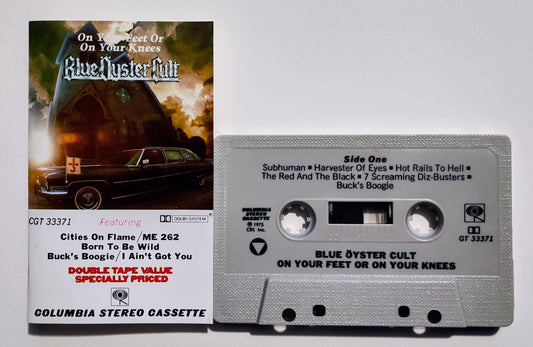 On Your Feet Or
On Your Knees
Blue Öyster Cult
CGT 33371
Featuring
DOLBY SYSTEM
Cities On Flame/ME 262
Born To Be Wild
Buck's Boogie/I Ain't Got You
DOUBLE TAPE VALUE
SPECIALLY PRICED
COLUMBIA STEREO CASSETTE
Side One
Subhuman ▪ Harvester Of Eyes ▪ Hot Rails To Hell
The Red And The Black ▪ 7 Screaming Diz-Busters ▪
Buck's Boogie
COLUMBIA
STEREO
CASSETTE
℗ 1975
CBS Inc.
GT 33371
BLUE ÖYSTER CULT
ON YOUR FEET OR ON YOUR KNEES